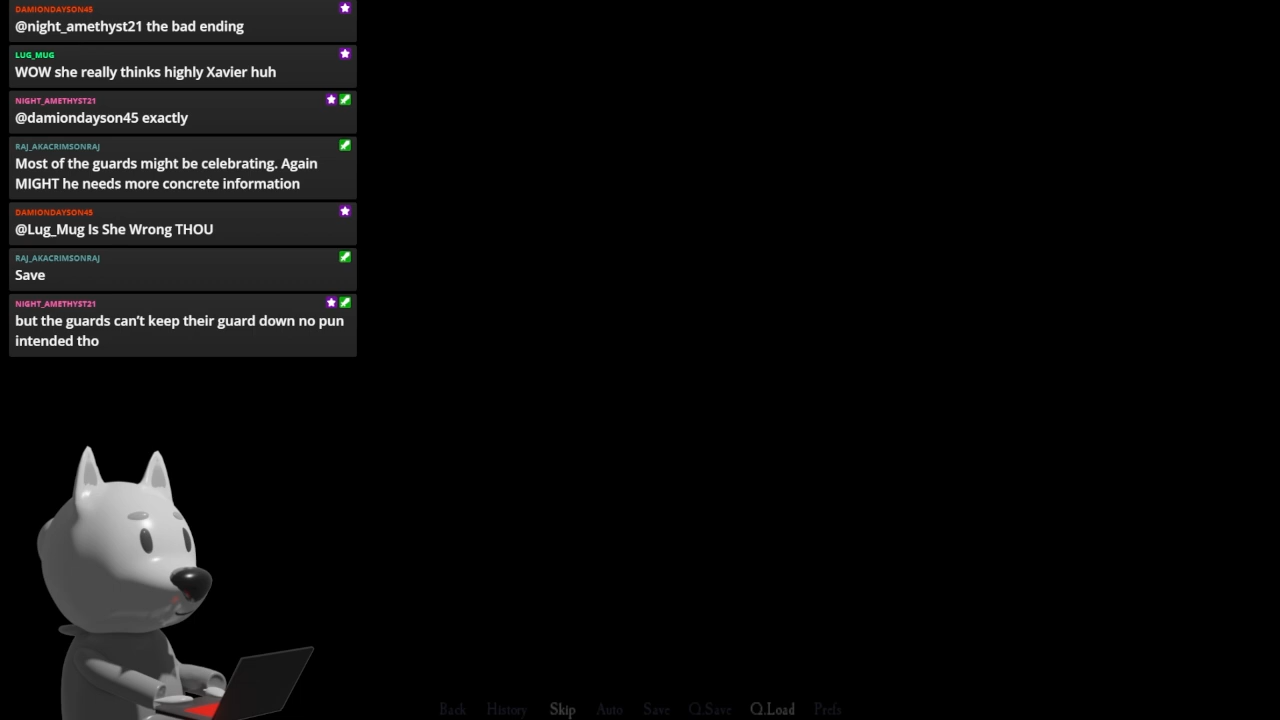 DAMIONDAYSON45
@night_amethyst21 the bad ending
LUG_MUG
WOW she really thinks highly Xavier huh
NIGHT_AMETHYST21
@damiondayson45 exactly
RAJ_AKACRIMSONRAJ
Most of the guards might be celebrating. Again
MIGHT he needs more concrete information
DAMIONDAYSON45
@Lug_Mug Is She Wrong THOU
RAJ_AKACRIMSONRAJ
Save
NIGHT_AMETHYST21
but the guards can't keep their guard down no pun
intended tho
Back History Skip Auto Save Q.Save Q.Load Prefs